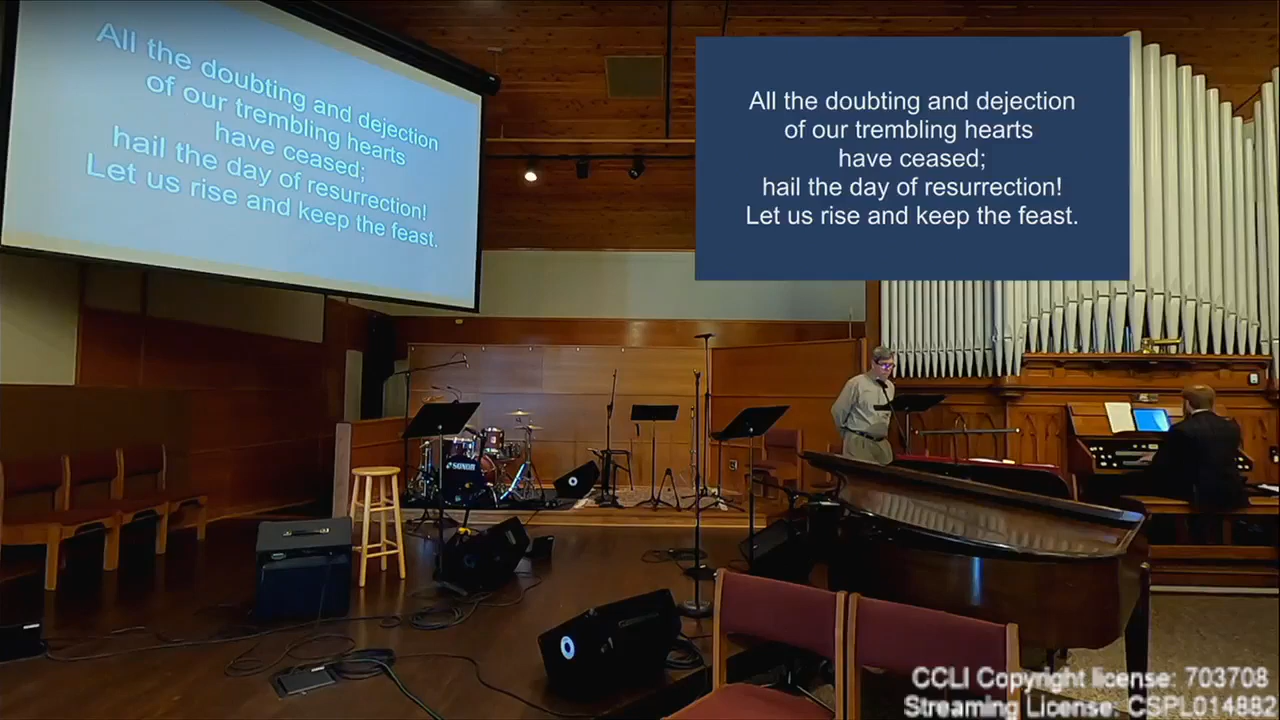 All the doubting and dejection
of our trembling hearts
have ceased;
hail the day of resurrection!
Let us rise and keep the feast.
All the doubting and dejection
of our trembling hearts
have ceased;
hail the day of resurrection!
Let us rise and keep the feast.
SONOR
CCLI Copyright license: 703708
Streaming License: CSPL014882